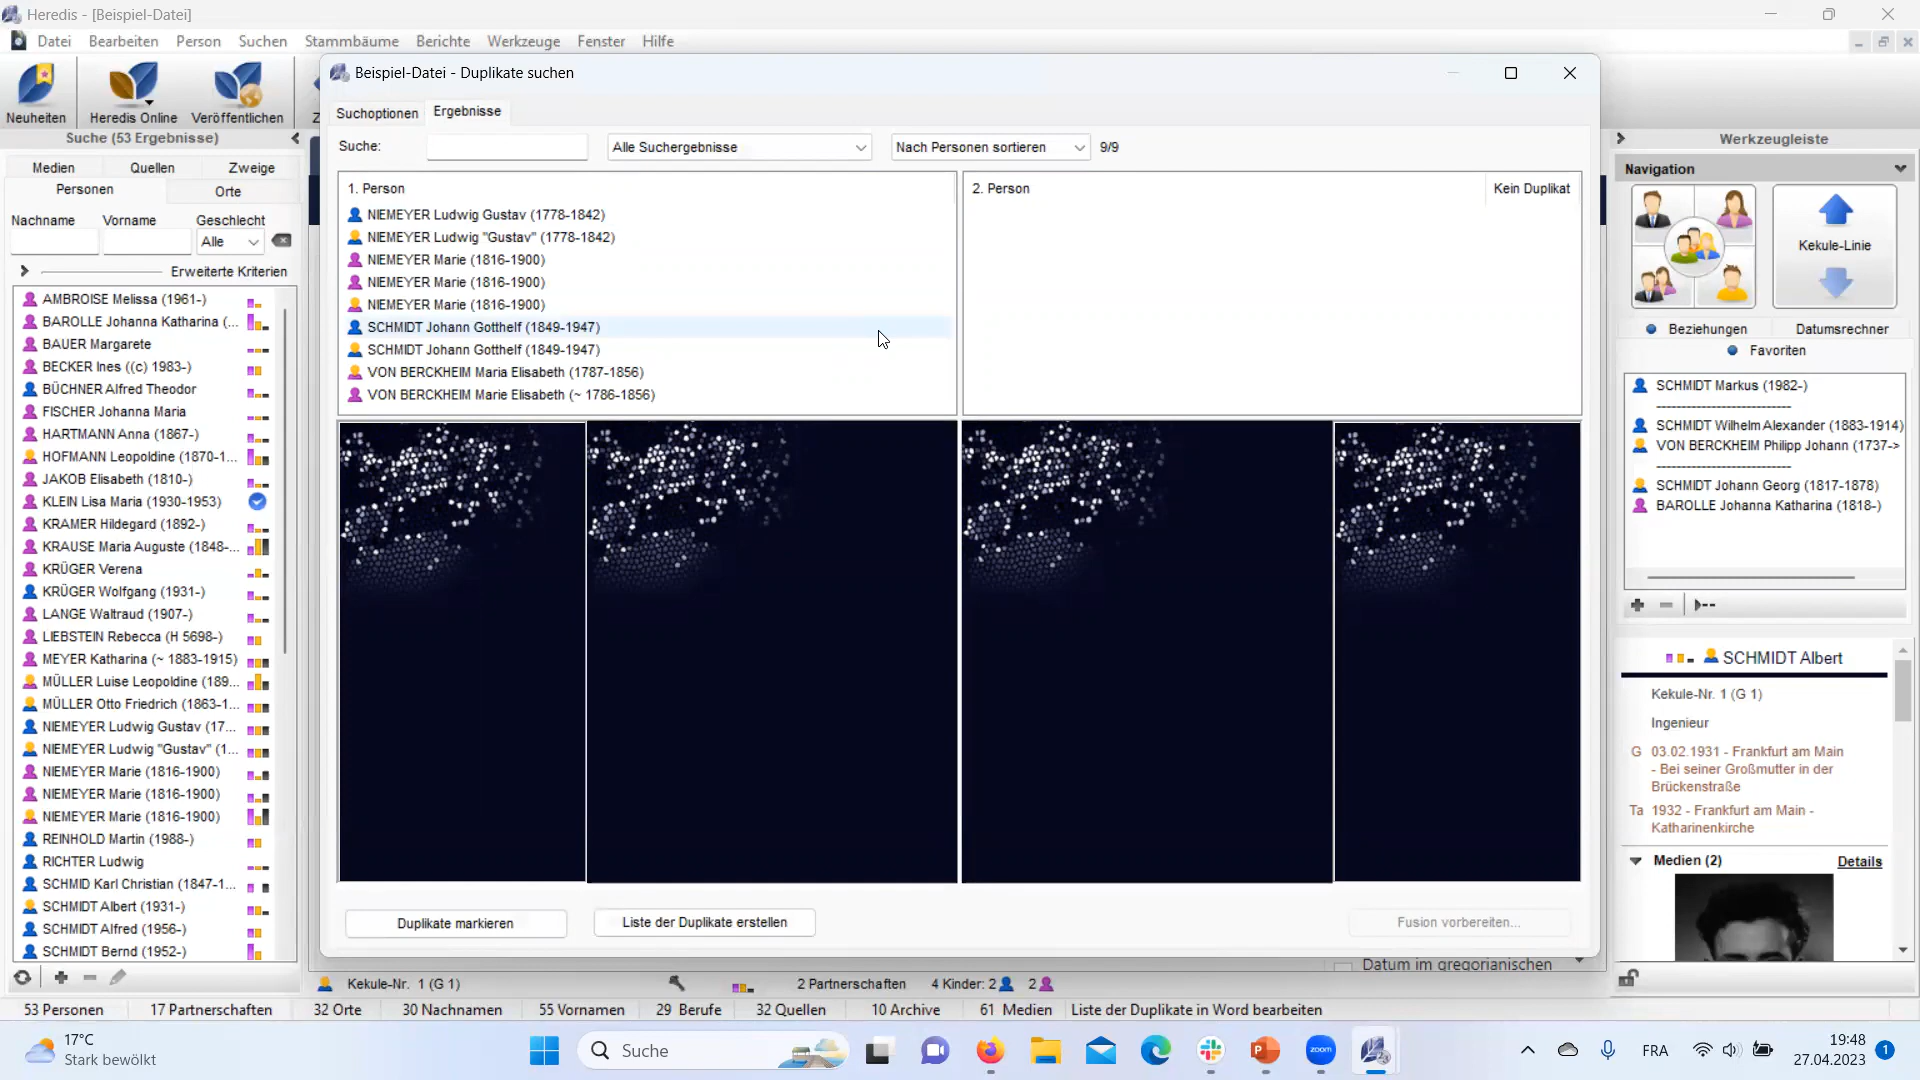 Heredis - [Beispiel-Datei]
Datei Bearbeiten Person Suchen Stammbäume Berichte Werkzeuge Fenster Hilfe
Neuheiten Heredis Online Veröffentlichen
Suche (53 Ergebnisse)
Medien Quellen Zweige
Personen Orte
Nachname Vorname Geschlecht
Alle
Erweiterte Kriterien
AMBROISE Melissa (1961-)
BAROLLE Johanna Katharina (...
BAUER Margarete
BECKER Ines ((c) 1983-)
BÜCHNER Alfred Theodor
FISCHER Johanna Maria
HARTMANN Anna (1867-)
HOFMANN Leopoldine (1870-1...
JAKOB Elisabeth (1810-)
KLEIN Lisa Maria (1930-1953)
KRAMER Hildegard (1892-)
KRAUSE Maria Auguste (1848-...
KRÜGER Verena
KRÜGER Wolfgang (1931-)
LANGE Waltraud (1907-)
LIEBSTEIN Rebecca (H 5698-)
MEYER Katharina (~ 1883-1915)
MÜLLER Luise Leopoldine (189...
MÜLLER Otto Friedrich (1863-1...
NIEMEYER Ludwig Gustav (17...
NIEMEYER Ludwig "Gustav" (1...
NIEMEYER Marie (1816-1900)
NIEMEYER Marie (1816-1900)
NIEMEYER Marie (1816-1900)
REINHOLD Martin (1988-)
RICHTER Ludwig
SCHMID Karl Christian (1847-1...
SCHMIDT Albert (1931-)
SCHMIDT Alfred (1956-)
SCHMIDT Bernd (1952-)
Beispiel-Datei - Duplikate suchen
Suchoptionen Ergebnisse
Suche: Alle Suchergebnisse Nach Personen sortieren 9/9
1. Person
NIEMEYER Ludwig Gustav (1778-1842)
NIEMEYER Ludwig "Gustav" (1778-1842)
NIEMEYER Marie (1816-1900)
NIEMEYER Marie (1816-1900)
NIEMEYER Marie (1816-1900)
SCHMIDT Johann Gotthelf (1849-1947)
SCHMIDT Johann Gotthelf (1849-1947)
VON BERCKHEIM Maria Elisabeth (1787-1856)
VON BERCKHEIM Marie Elisabeth (~ 1786-1856)
2. Person Kein Duplikat
Duplikate markieren Liste der Duplikate erstellen Fusion vorbereiten...
Datum im gregorianischen
Kekule-Nr. 1 (G 1) 2 Partnerschaften 4 Kinder: 2 2
Werkzeugleiste
Navigation
Kekule-Linie
Beziehungen Datumsrechner
Favoriten
SCHMIDT Markus (1982-)
--------------------------
SCHMIDT Wilhelm Alexander (1883-1914)
VON BERCKHEIM Philipp Johann (1737->
--------------------------
SCHMIDT Johann Georg (1817-1878)
BAROLLE Johanna Katharina (1818-)
SCHMIDT Albert
Kekule-Nr. 1 (G 1)
Ingenieur
G 03.02.1931 - Frankfurt am Main
- Bei seiner Großmutter in der
Brückenstraße
Ta 1932 - Frankfurt am Main -
Katharinenkirche
Medien (2) Details
53 Personen 17 Partnerschaften 32 Orte 30 Nachnamen 55 Vornamen 29 Berufe 32 Quellen 10 Archive 61 Medien Liste der Duplikate in Word bearbeiten
17°C
Stark bewölkt
Suche
zoom
FRA
19:48
27.04.2023
1